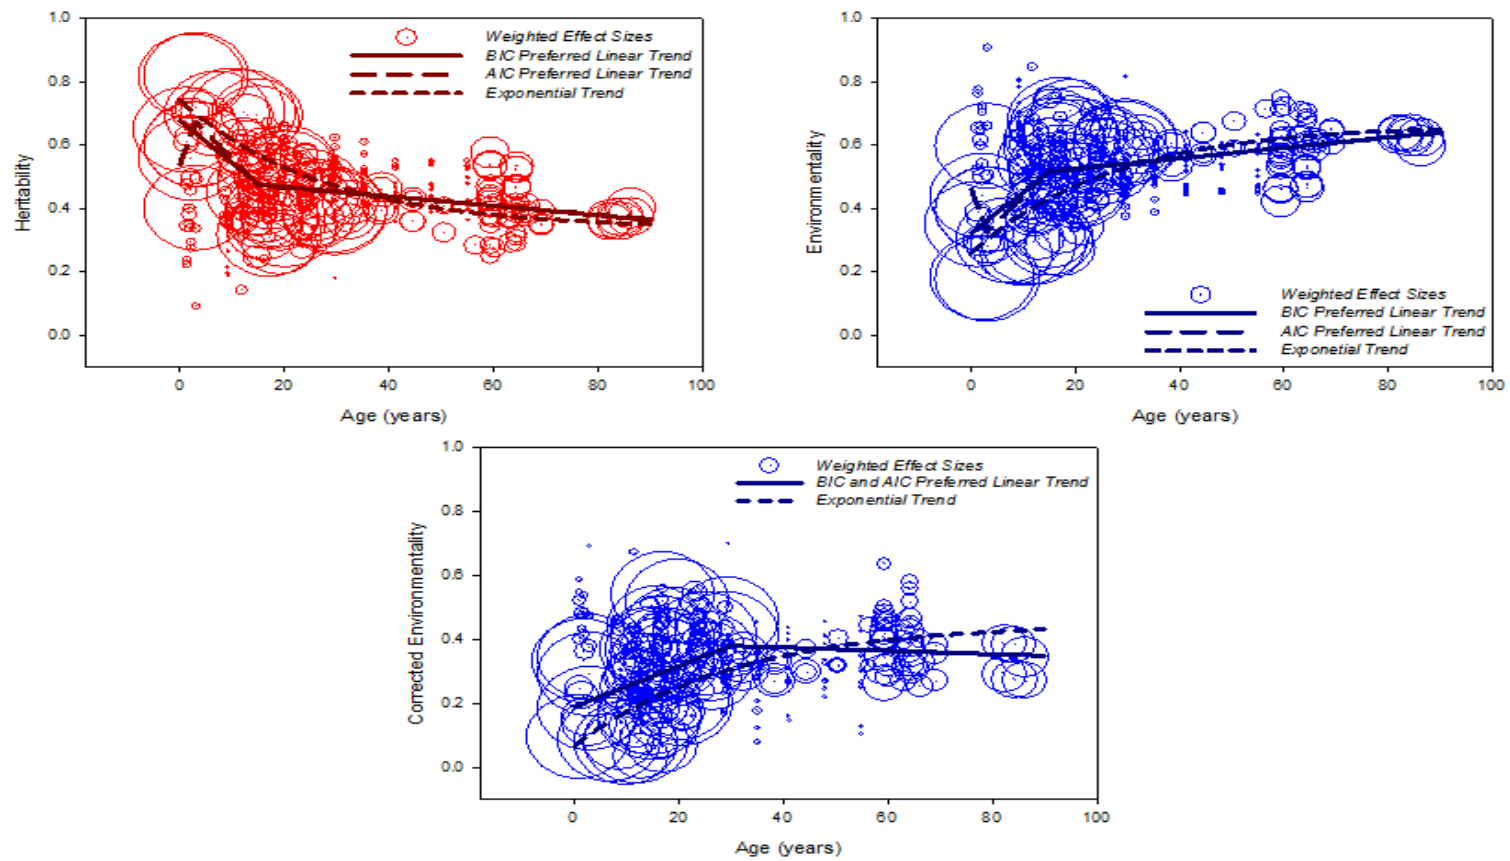 1.0
0.8
0.6
0.4
0.2
0.0
Heritability
Weighted Effect Sizes
BIC Preferred Linear Trend
AIC Preferred Linear Trend
Exponential Trend
0 20 40 60 80 100
Age (years)
1.0
0.8
0.6
0.4
0.2
0.0
Environmentality
Weighted Effect Sizes
BIC Preferred Linear Trend
AIC Preferred Linear Trend
Exponetial Trend
0 20 40 60 80 100
Age (years)
1.0
0.8
0.6
0.4
0.2
0.0
Corrected Environmentality
Weighted Effect Sizes
BIC and AIC Preferred Linear Trend
Exponential Trend
0 20 40 60 80 100
Age (years)